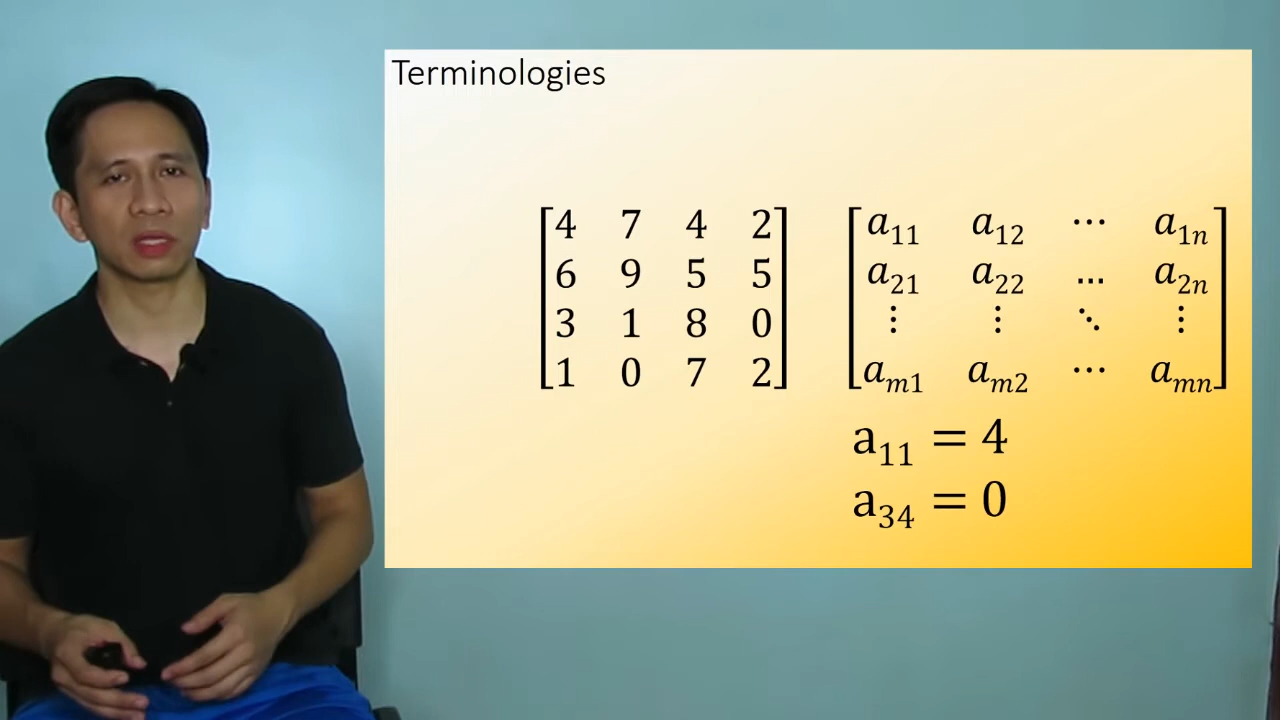 Terminologies
4 7 4 2
6 9 5 5
3 1 8 0
1 0 7 2
a₁₁ a₁₂ ⋯ a₁ₙ
a₂₁ a₂₂ … a₂ₙ
⋮ ⋮ ⋱ ⋮
aₘ₁ aₘ₂ ⋯ aₘₙ
a₁₁ = 4
a₃₄ = 0